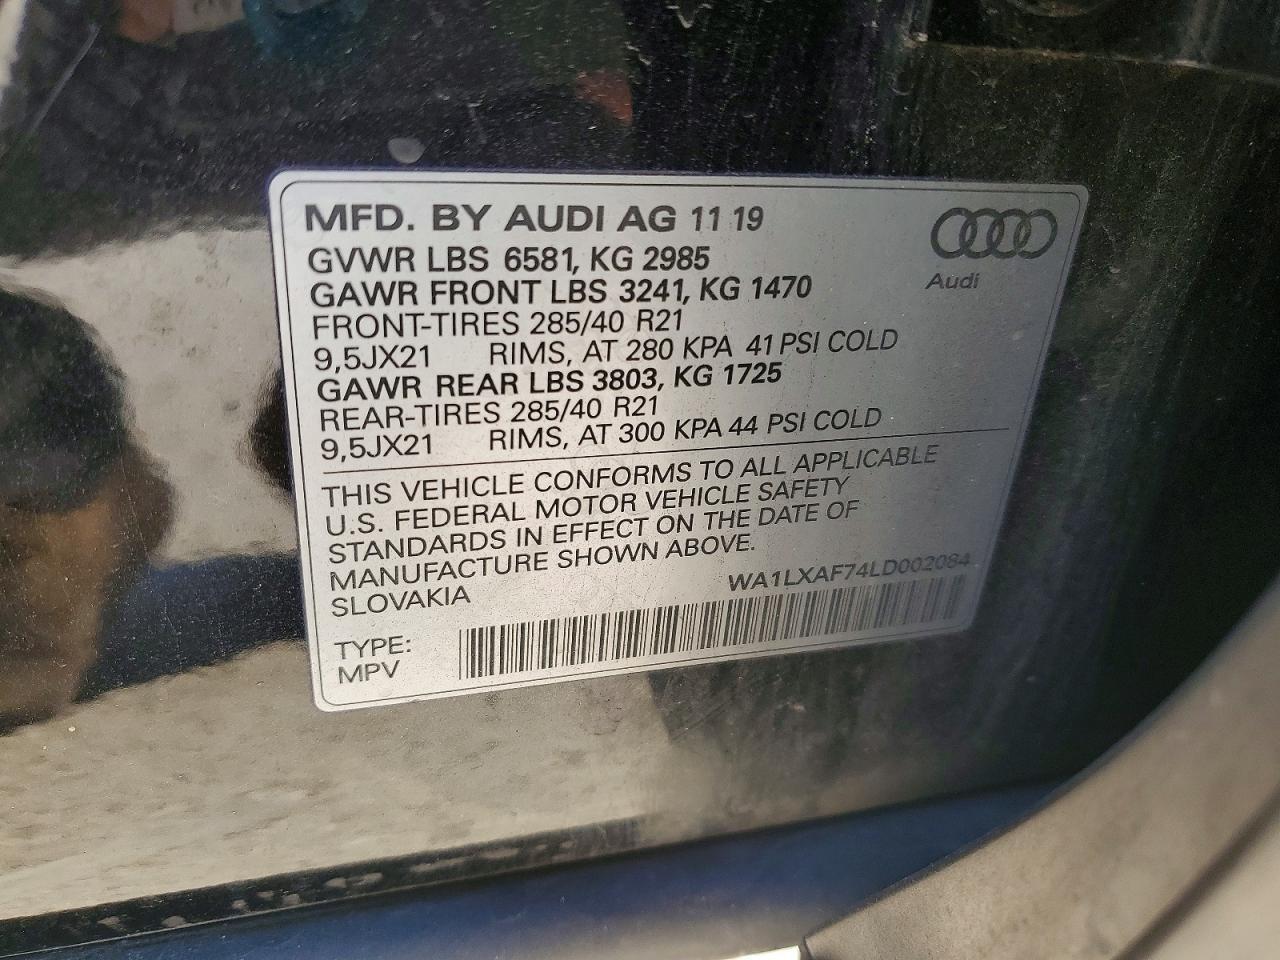 MFD. BY AUDI AG 11 19
Audi
GVWR LBS 6581, KG 2985
GAWR FRONT LBS 3241, KG 1470
FRONT-TIRES 285/40 R21
9,5JX21 RIMS, AT 280 KPA 41 PSI COLD
GAWR REAR LBS 3803, KG 1725
REAR-TIRES 285/40 R21
9,5JX21 RIMS, AT 300 KPA 44 PSI COLD
THIS VEHICLE CONFORMS TO ALL APPLICABLE
U.S. FEDERAL MOTOR VEHICLE SAFETY
STANDARDS IN EFFECT ON THE DATE OF
MANUFACTURE SHOWN ABOVE.
SLOVAKIA
WA1LXAF74LD002084
TYPE:
MPV